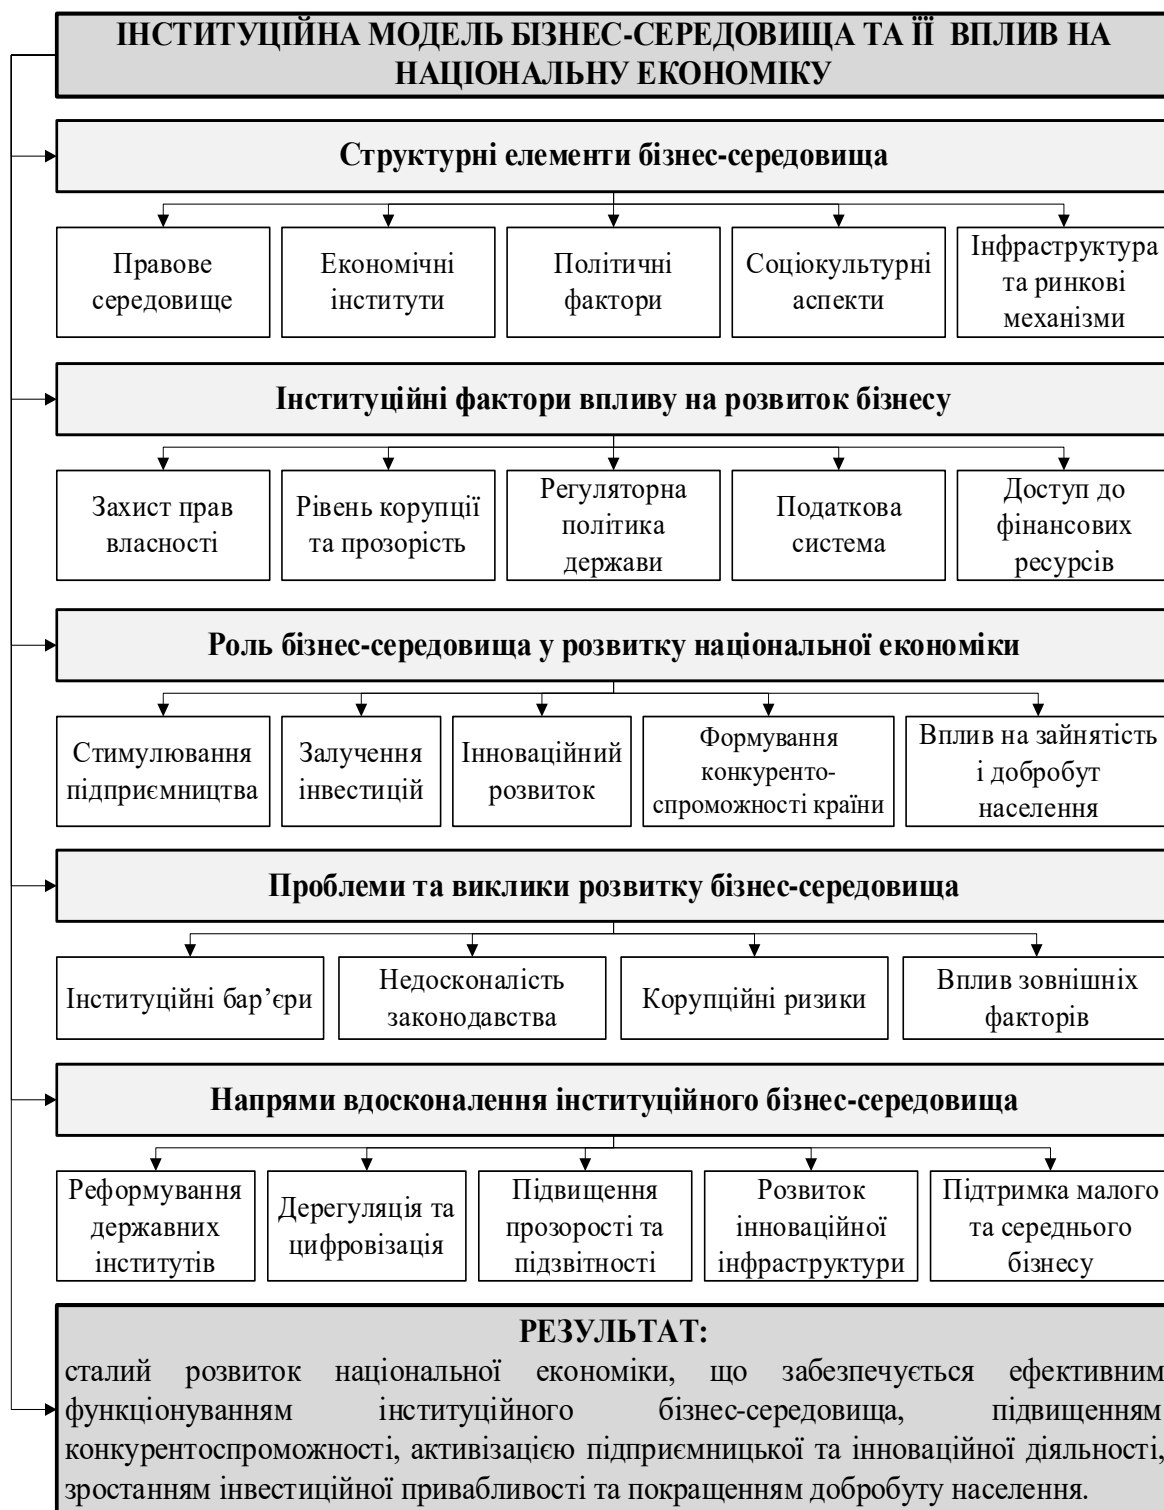 ІНСТИТУЦІЙНА МОДЕЛЬ БІЗНЕС-СЕРЕДОВИЩА ТА ЇЇ ВПЛИВ НА
НАЦІОНАЛЬНУ ЕКОНОМІКУ
Структурні елементи бізнес-середовища
Правове
середовище
Економічні
інститути
Політичні
фактори
Соціокультурні
аспекти
Інфраструктура
та ринкові
механізми
Інституційні фактори впливу на розвиток бізнесу
Захист прав
власності
Рівень корупції
та прозорість
Регуляторна
політика
держави
Податкова
система
Доступ до
фінансових
ресурсів
Роль бізнес-середовища у розвитку національної економіки
Стимулювання
підприємництва
Залучення
інвестицій
Інноваційний
розвиток
Формування
конкуренто-
спроможності країни
Вплив на зайнятість
і добробут
населення
Проблеми та виклики розвитку бізнес-середовища
Інституційні бар’єри
Недосконалість
законодавства
Корупційні ризики
Вплив зовнішніх
факторів
Напрями вдосконалення інституційного бізнес-середовища
Реформування
державних
інститутів
Дерегуляція та
цифровізація
Підвищення
прозорості та
підзвітності
Розвиток
інноваційної
інфраструктури
Підтримка малого
та середнього
бізнесу
РЕЗУЛЬТАТ:
сталий розвиток національної економіки, що забезпечується ефективним
функціонуванням інституційного бізнес-середовища, підвищенням
конкурентоспроможності, активізацією підприємницької та інноваційної діяльності,
зростанням інвестиційної привабливості та покращенням добробуту населення.